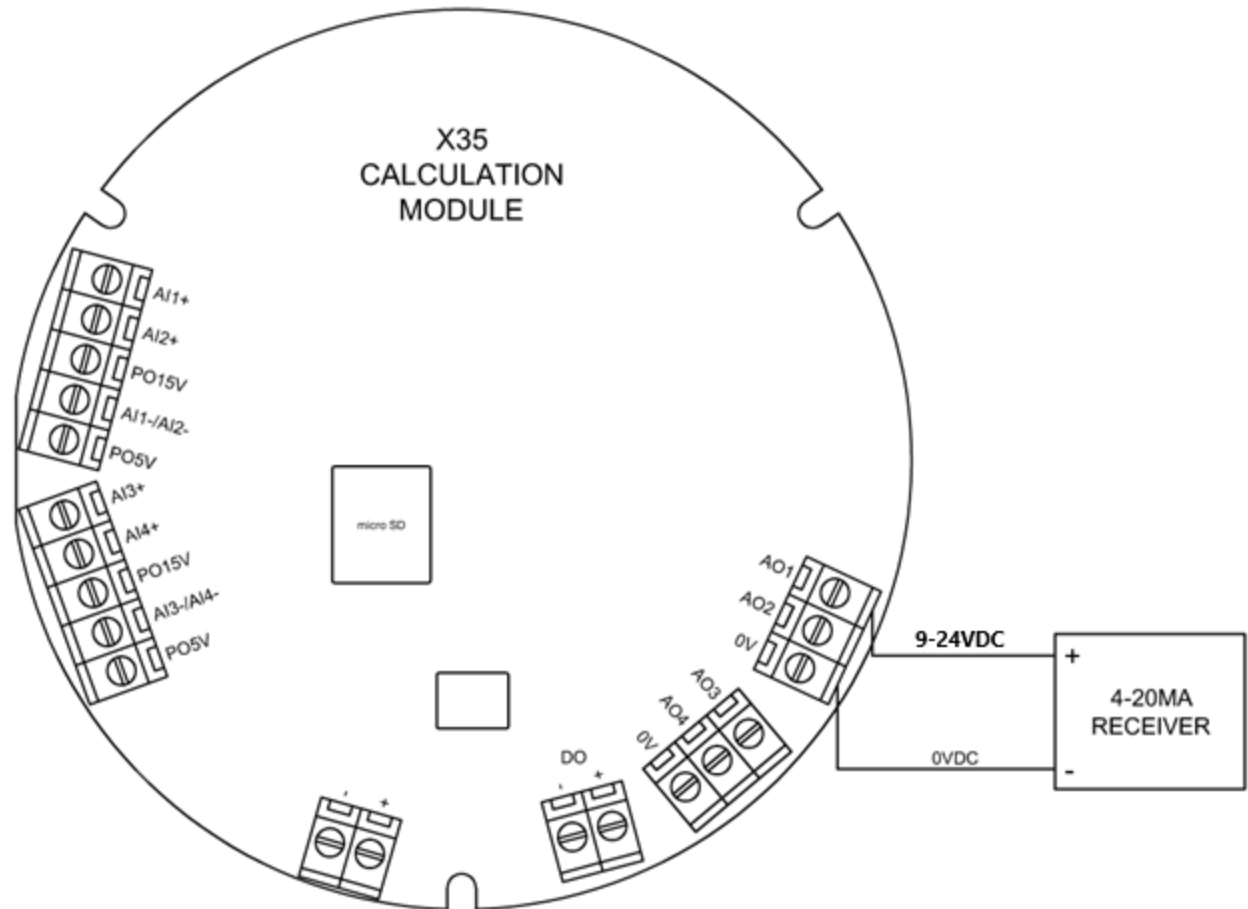 X35
CALCULATION
MODULE
AI1+
AI2+
PO15V
AI1-/AI2-
PO5V
AI3+
AI4+
PO15V
AI3-/AI4-
PO5V
micro SD
AO1
AO2
0V
9-24VDC
+
4-20MA
RECEIVER
0VDC
-
AO3
AO4
0V
DO
- +
- +